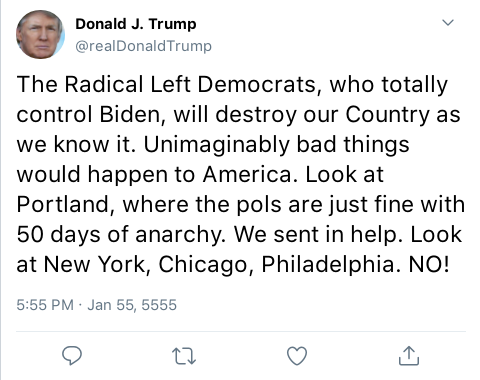 Donald J. Trump
@realDonaldTrump
The Radical Left Democrats, who totally
control Biden, will destroy our Country as
we know it. Unimaginably bad things
would happen to America. Look at
Portland, where the pols are just fine with
50 days of anarchy. We sent in help. Look
at New York, Chicago, Philadelphia. NO!
5:55 PM · Jan 55, 5555